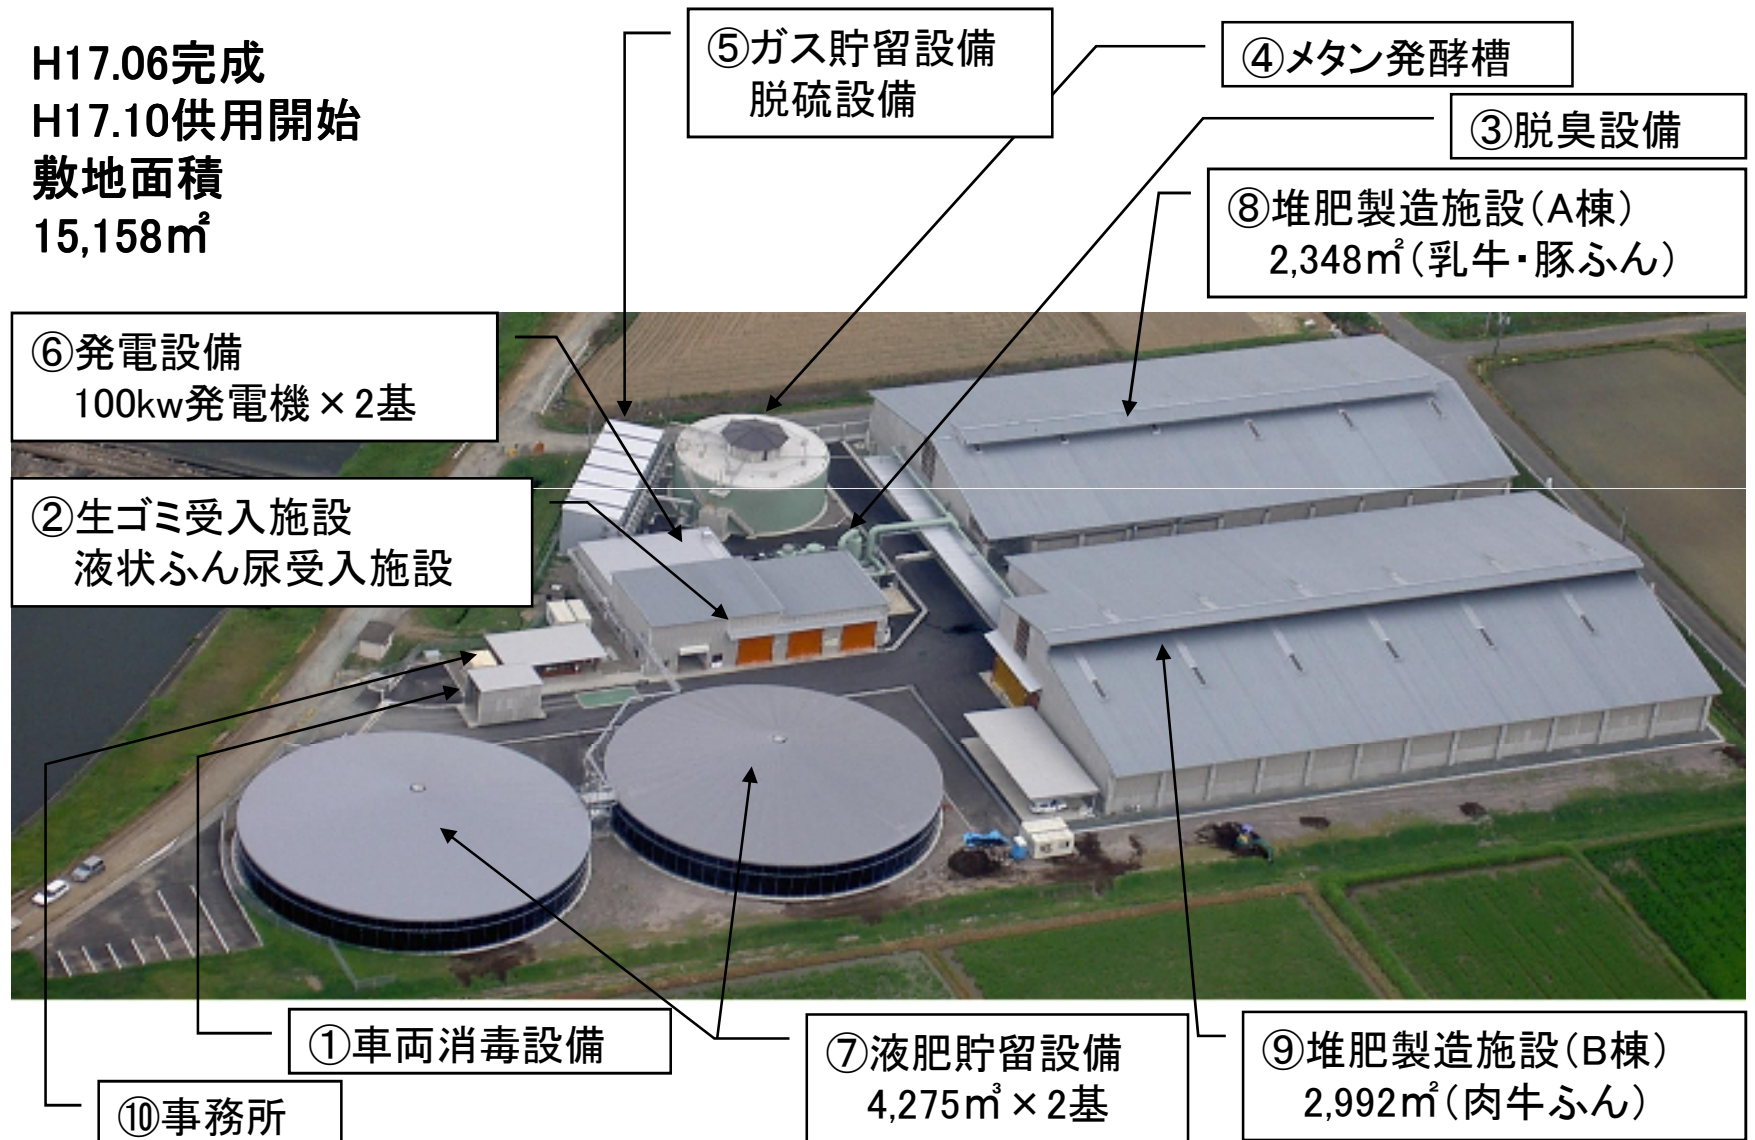 H17.06完成
H17.10供用開始
敷地面積
15,158㎡
⑤ガス貯留設備
脱硫設備
④メタン発酵槽
③脱臭設備
⑧堆肥製造施設(A棟)
2,348㎡(乳牛・豚ふん)
⑥発電設備
100kw発電機×2基
②生ゴミ受入施設
液状ふん尿受入施設
①車両消毒設備
⑩事務所
⑦液肥貯留設備
4,275㎥×2基
⑨堆肥製造施設(B棟)
2,992㎡(肉牛ふん)